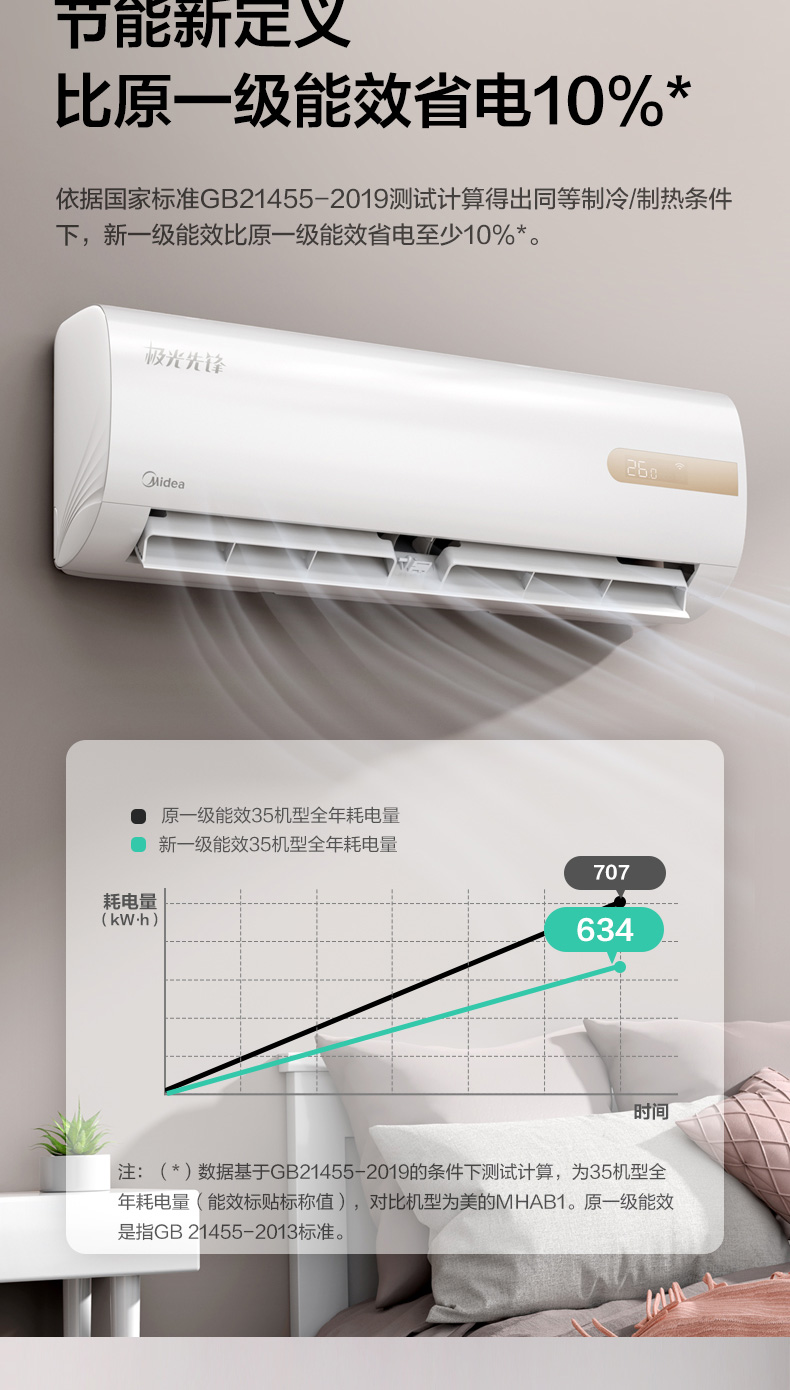 节能新定义
比原一级能效省电10%*
依据国家标准GB21455-2019测试计算得出同等制冷/制热条件
下，新一级能效比原一级能效省电至少10%*。
极光先锋
Midea
26
原一级能效35机型全年耗电量
新一级能效35机型全年耗电量
707
耗电量
（kW·h）
634
时间
注：（*）数据基于GB21455-2019的条件下测试计算，为35机型全
年耗电量（能效标贴标称值），对比机型为美的MHAB1。原一级能效
是指GB 21455-2013标准。